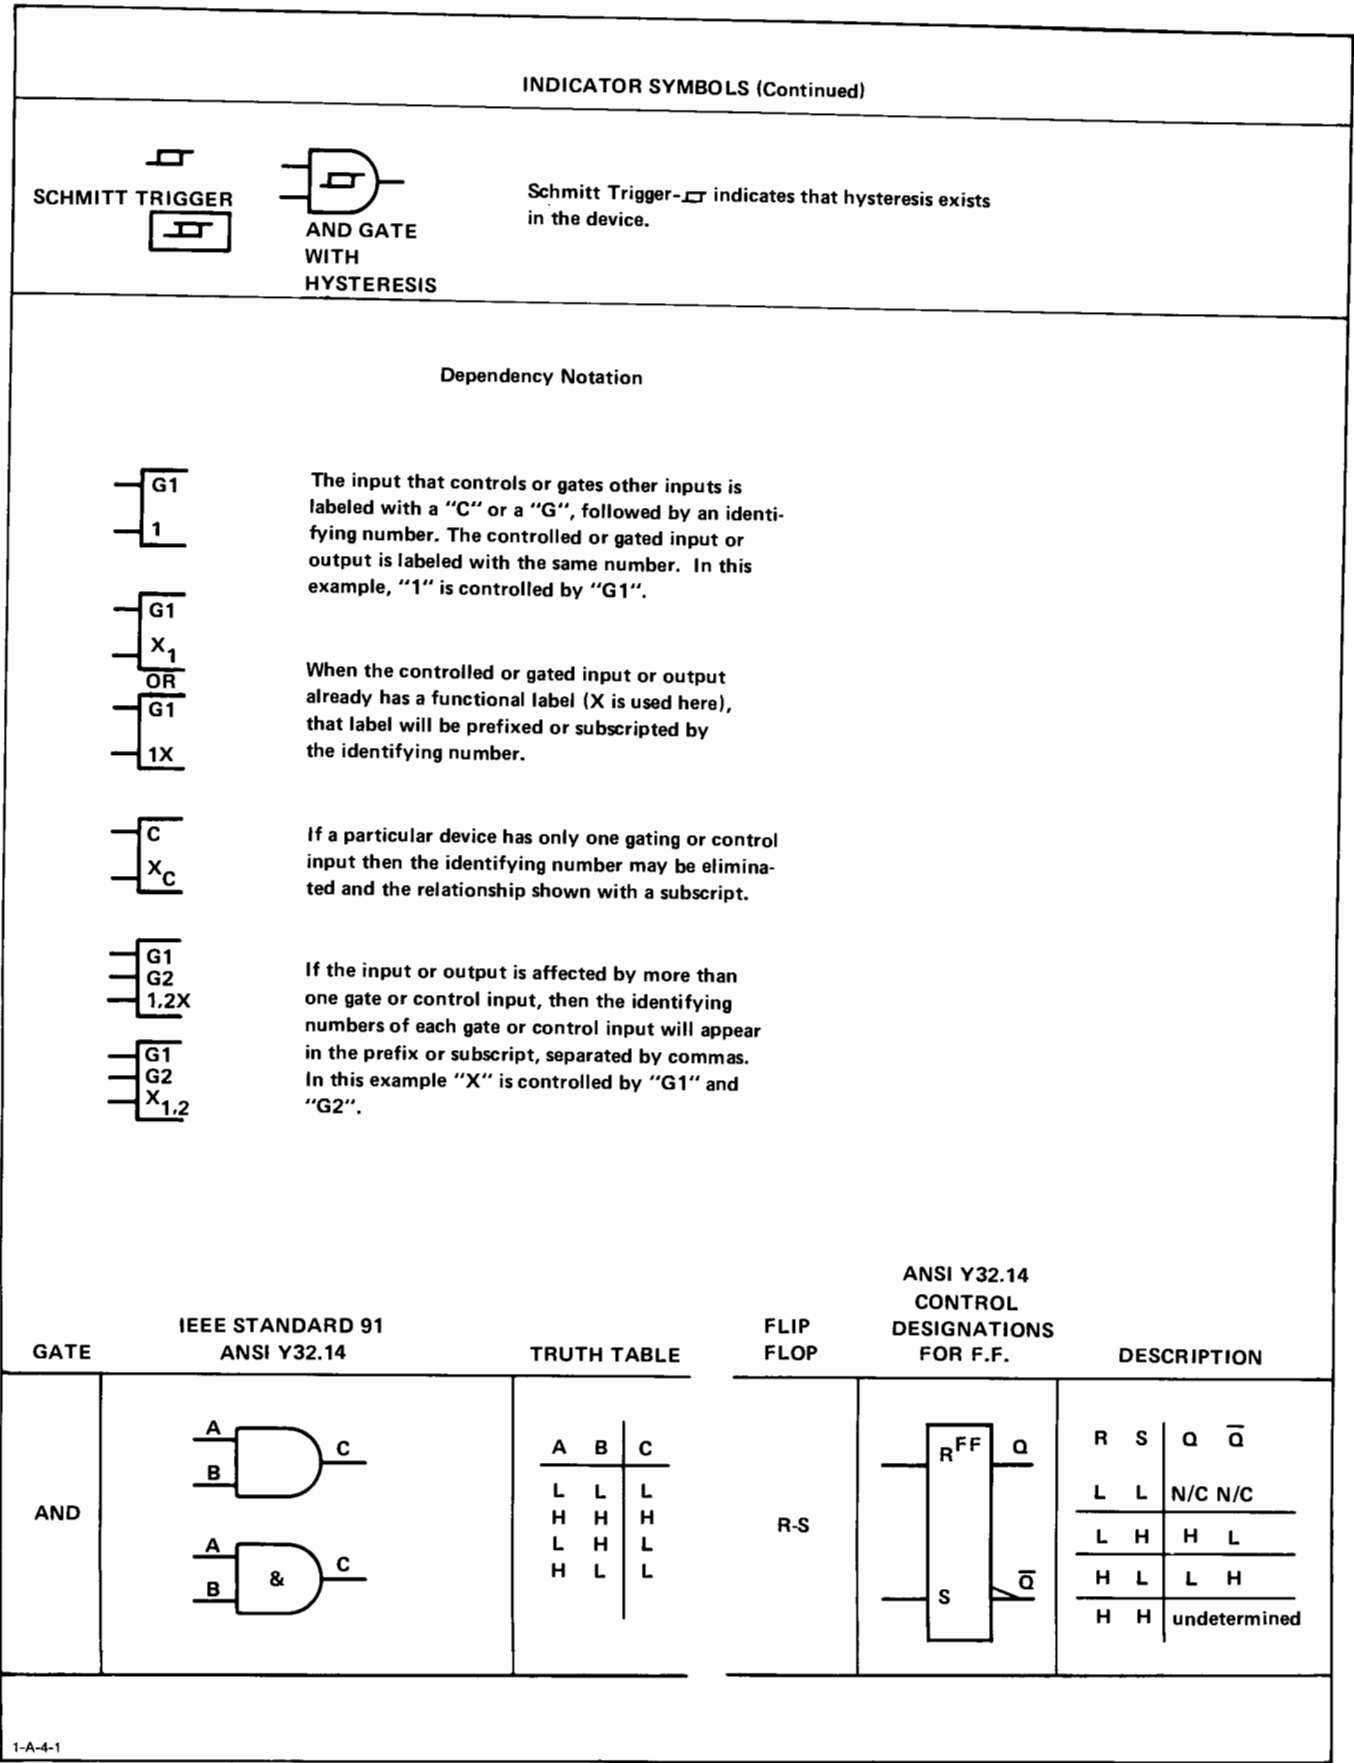 INDICATOR SYMBOLS (Continued)
SCHMITT TRIGGER
AND GATE
WITH
HYSTERESIS
Schmitt Trigger- indicates that hysteresis exists
in the device.
Dependency Notation
G1
1
The input that controls or gates other inputs is
labeled with a "C" or a "G", followed by an identi-
fying number. The controlled or gated input or
output is labeled with the same number. In this
example, "1" is controlled by "G1".
G1
X1
OR
G1
1X
When the controlled or gated input or output
already has a functional label (X is used here),
that label will be prefixed or subscripted by
the identifying number.
C
XC
If a particular device has only one gating or control
input then the identifying number may be elimina-
ted and the relationship shown with a subscript.
G1
G2
1,2X
G1
G2
X1,2
If the input or output is affected by more than
one gate or control input, then the identifying
numbers of each gate or control input will appear
in the prefix or subscript, separated by commas.
In this example "X" is controlled by "G1" and
"G2".
GATE
IEEE STANDARD 91
ANSI Y32.14
TRUTH TABLE
AND
A
B
C
A
B
&
C
A B C
L L L
H H H
L H L
H L L
FLIP
FLOP
ANSI Y32.14
CONTROL
DESIGNATIONS
FOR F.F.
DESCRIPTION
R-S
R FF Q
S Q̅
R S Q Q̅
L L N/C N/C
L H H L
H L L H
H H undetermined
1-A-4-1